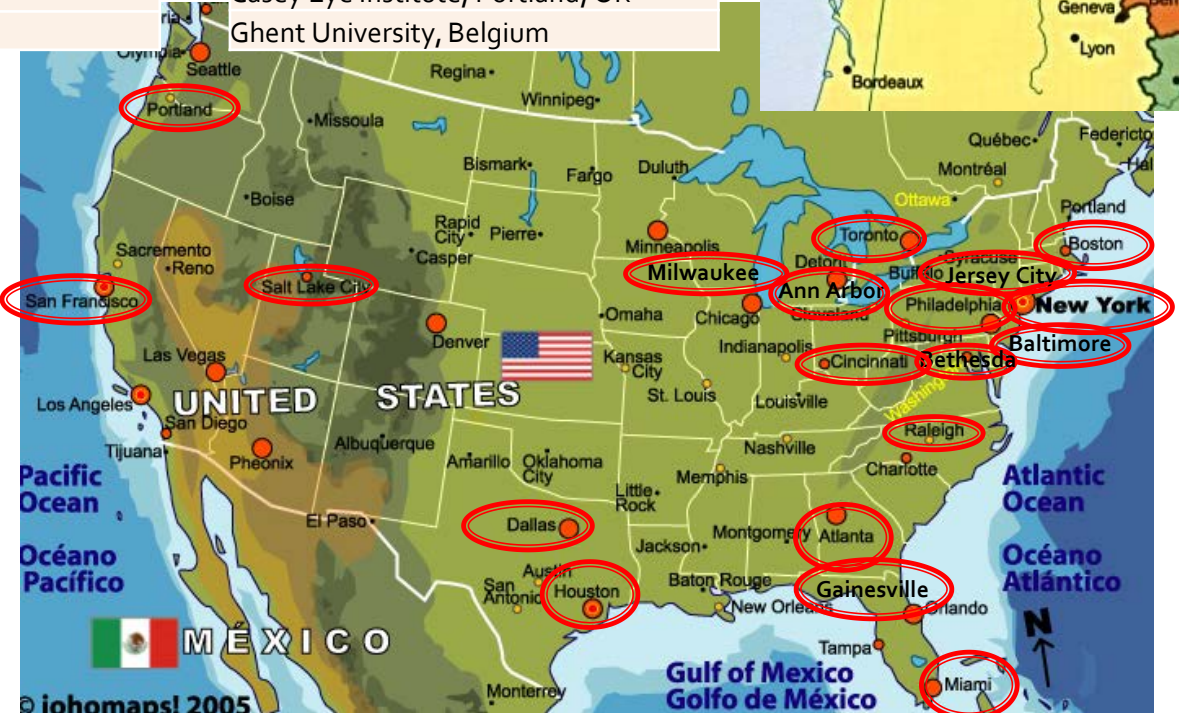 Casey Eye Institute, Portland, OR
Ghent University, Belgium
Geneva
Lyon
Bordeaux
Olympia
Seattle
Regina
Winnipeg
Portland
Missoula
Québec
Montréal
Bismark
Fargo
Duluth
Boise
Ottawa
Portland
Rapid
City
Pierre
Minneapolis
Toronto
Boston
Sacremento
Reno
Casper
Milwaukee
Detoit
Ann Arbor
Buffalo
Syracuse
Jersey City
San Francisco
Salt Lake City
Omaha
Chicago
Cleveland
Philadelphia
New York
Denver
Indianapolis
Pittsburgh
Baltimore
Las Vegas
Kansas
City
Cincinnati
Bethesda
Los Angeles
UNITED STATES
St. Louis
Louisville
Washing
San Diego
Tijuana
Pheonix
Albuquerque
Amarillo
Oklahoma
City
Nashville
Raleigh
Memphis
Charlotte
Pacific
Ocean
Little
Rock
Atlantic
Ocean
El Paso
Dallas
Jackson
Montgomery
Atlanta
Océano
Pacífico
Océano
Atlántico
Austin
San
Antonio
Houston
Baton Rouge
New Orleans
Gainesville
Orlando
N
MÉXICO
Tampa
Gulf of Mexico
Golfo de México
Miami
Monterrey
© johomaps! 2005